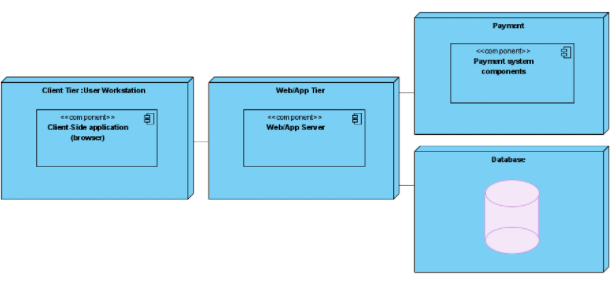 Payment
<<component>>
Payment system
components
Client Tier :User Workstation
<<component>>
Client-Side application
(browser)
Web/App Tier
<<component>>
Web/App Server
Database